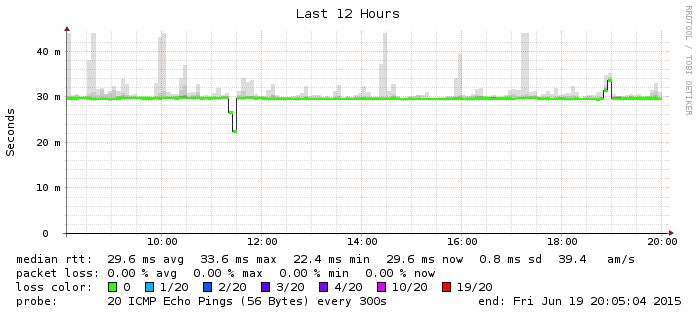 Last 12 Hours
RRDTOOL / TOBI OETIKER
Seconds
40 m
30 m
20 m
10 m
0
10:00 12:00 14:00 16:00 18:00 20:00
median rtt: 29.6 ms avg 33.6 ms max 22.4 ms min 29.6 ms now 0.8 ms sd 39.4 am/s
packet loss: 0.00 % avg 0.00 % max 0.00 % min 0.00 % now
loss color: 0 1/20 2/20 3/20 4/20 10/20 19/20
probe: 20 ICMP Echo Pings (56 Bytes) every 300s end: Fri Jun 19 20:05:04 2015